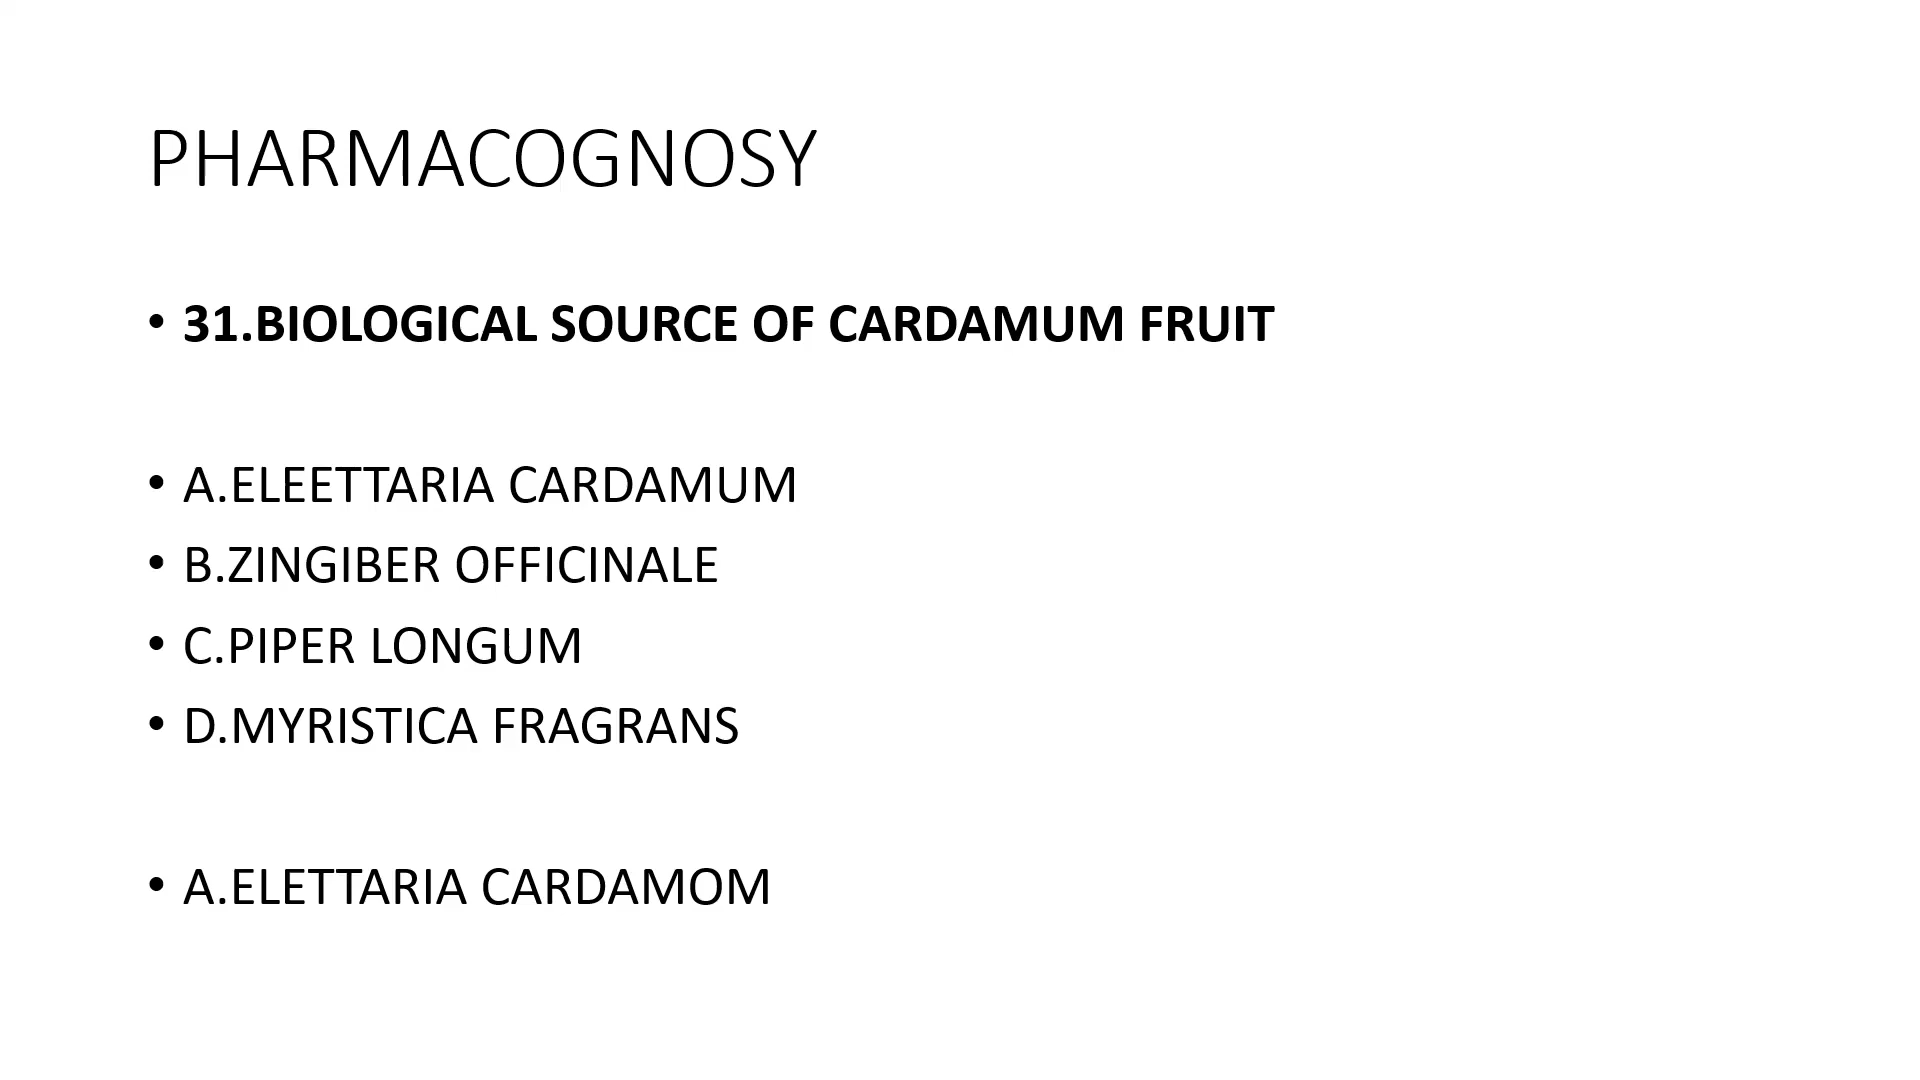 PHARMACOGNOSY
• 31.BIOLOGICAL SOURCE OF CARDAMUM FRUIT
• A.ELEETTARIA CARDAMUM
• B.ZINGIBER OFFICINALE
• C.PIPER LONGUM
• D.MYRISTICA FRAGRANS
• A.ELETTARIA CARDAMOM